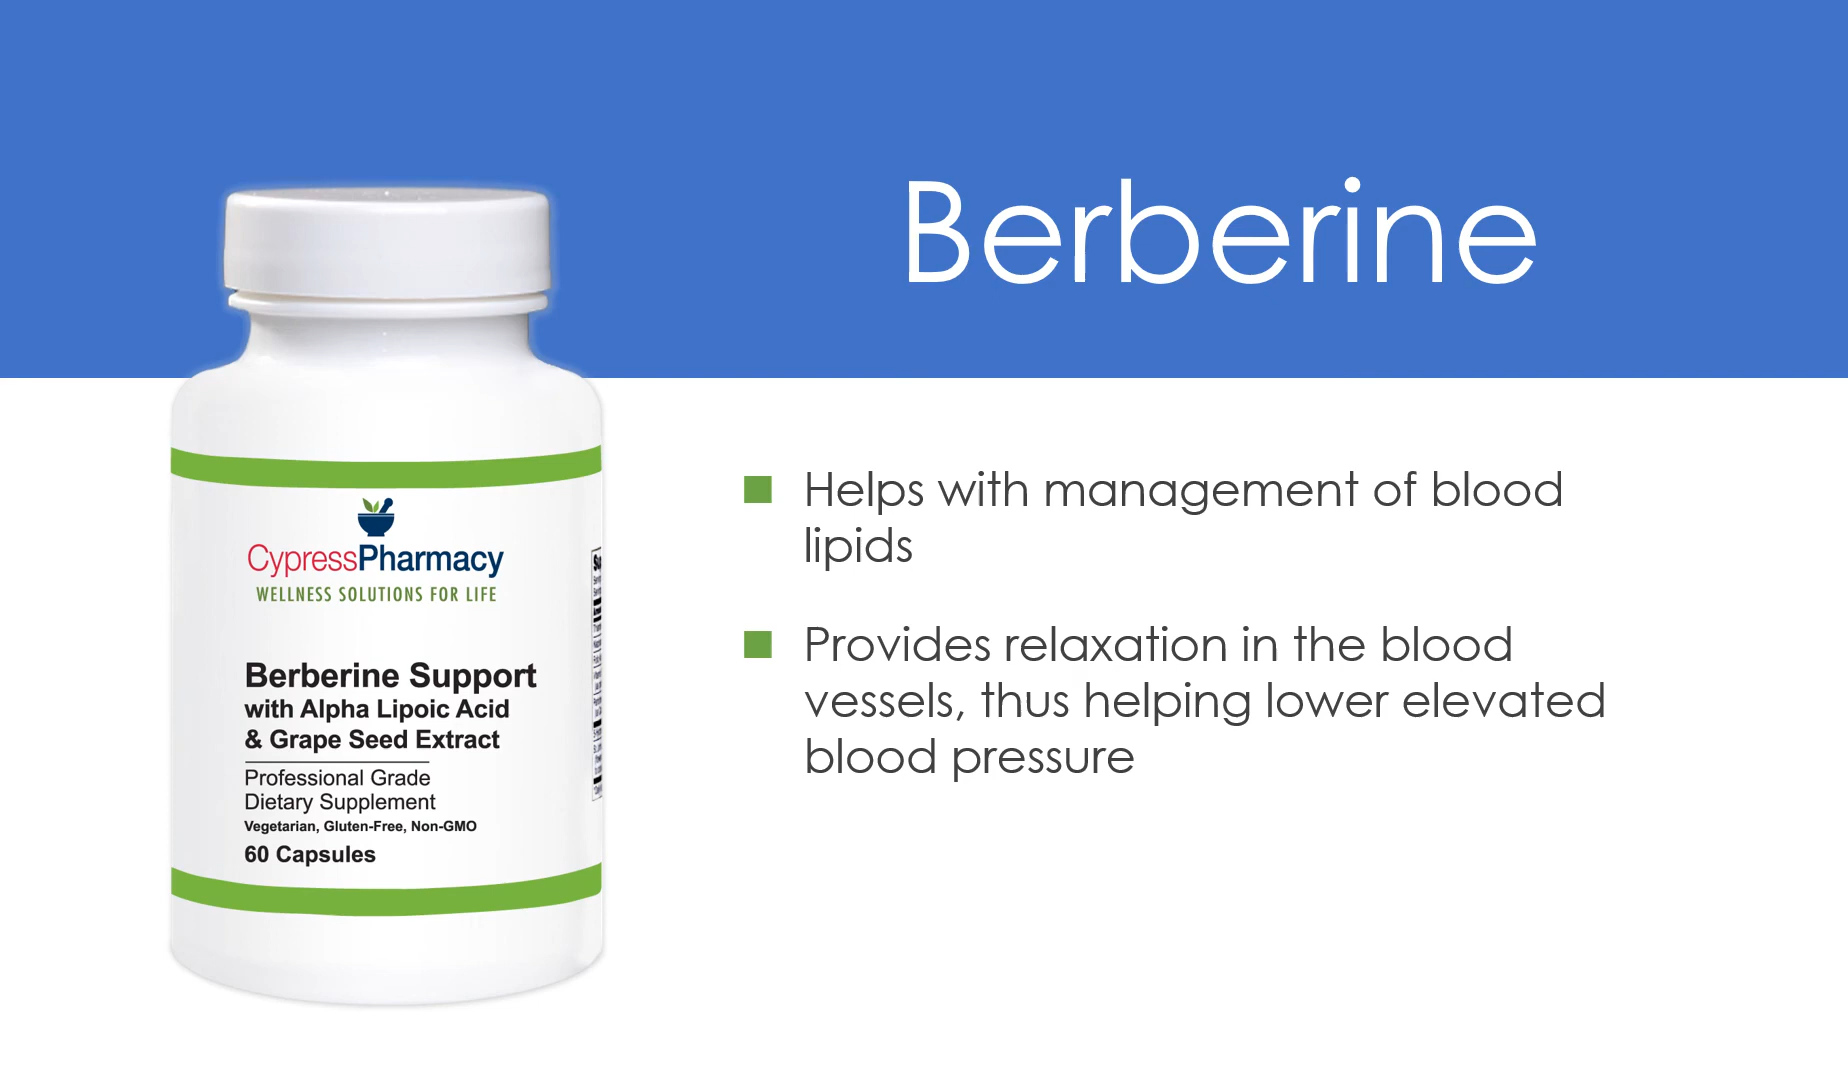 Berberine
Helps with management of blood
lipids
Provides relaxation in the blood
vessels, thus helping lower elevated
blood pressure
CypressPharmacy
WELLNESS SOLUTIONS FOR LIFE
Berberine Support
with Alpha Lipoic Acid
& Grape Seed Extract
Professional Grade
Dietary Supplement
Vegetarian, Gluten-Free, Non-GMO
60 Capsules